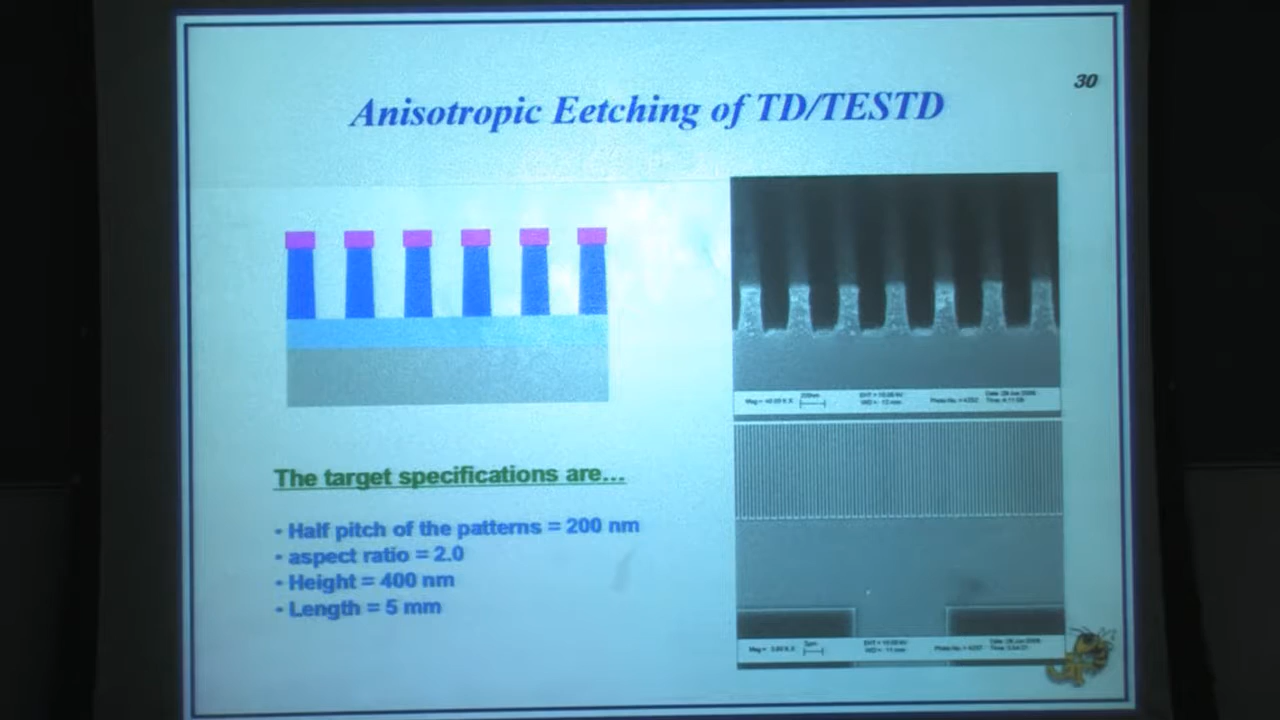 30
Anisotropic Eetching of TD/TESTD
The target specifications are...
• Half pitch of the patterns = 200 nm
• aspect ratio = 2.0
• Height = 400 nm
• Length = 5 mm